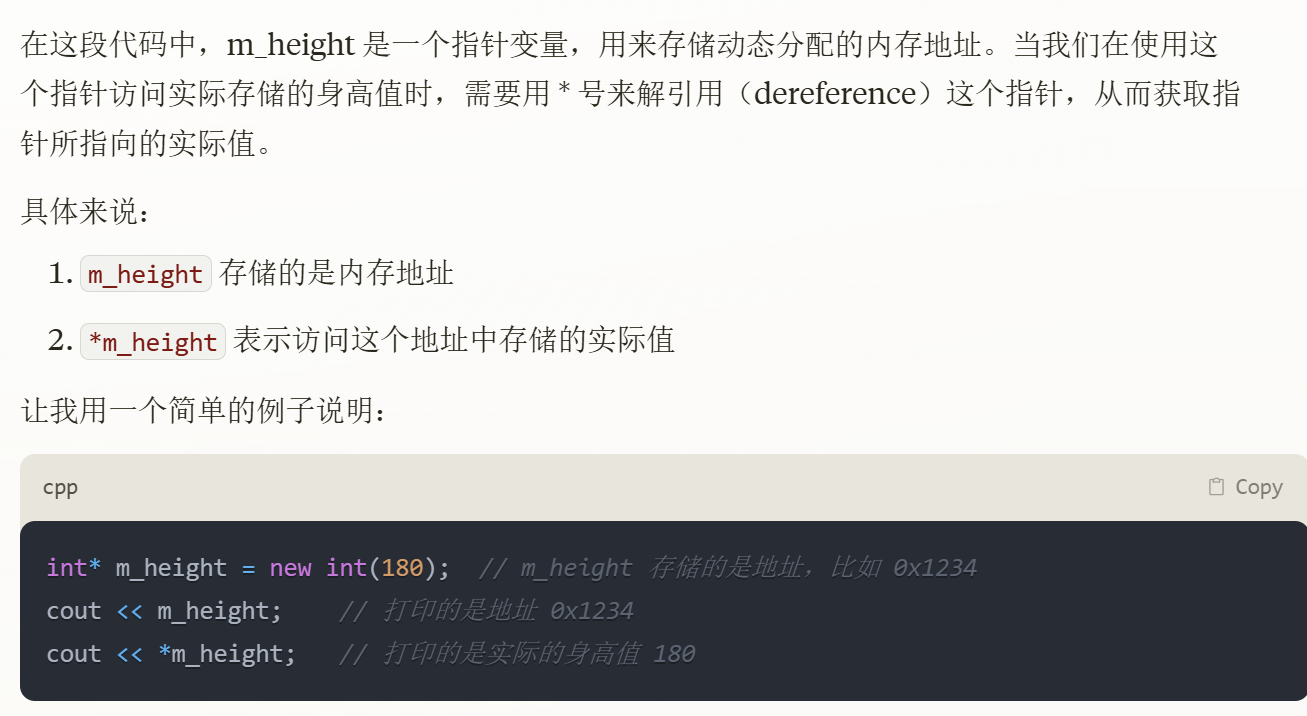 在这段代码中，m_height 是一个指针变量，用来存储动态分配的内存地址。当我们在使用这
个指针访问实际存储的身高值时，需要用 * 号来解引用（dereference）这个指针，从而获取指
针所指向的实际值。
具体来说：
1. m_height 存储的是内存地址
2. *m_height 表示访问这个地址中存储的实际值
让我用一个简单的例子说明：
cpp Copy
int* m_height = new int(180);  // m_height 存储的是地址，比如 0x1234
cout << m_height;    // 打印的是地址 0x1234
cout << *m_height;   // 打印的是实际的身高值 180